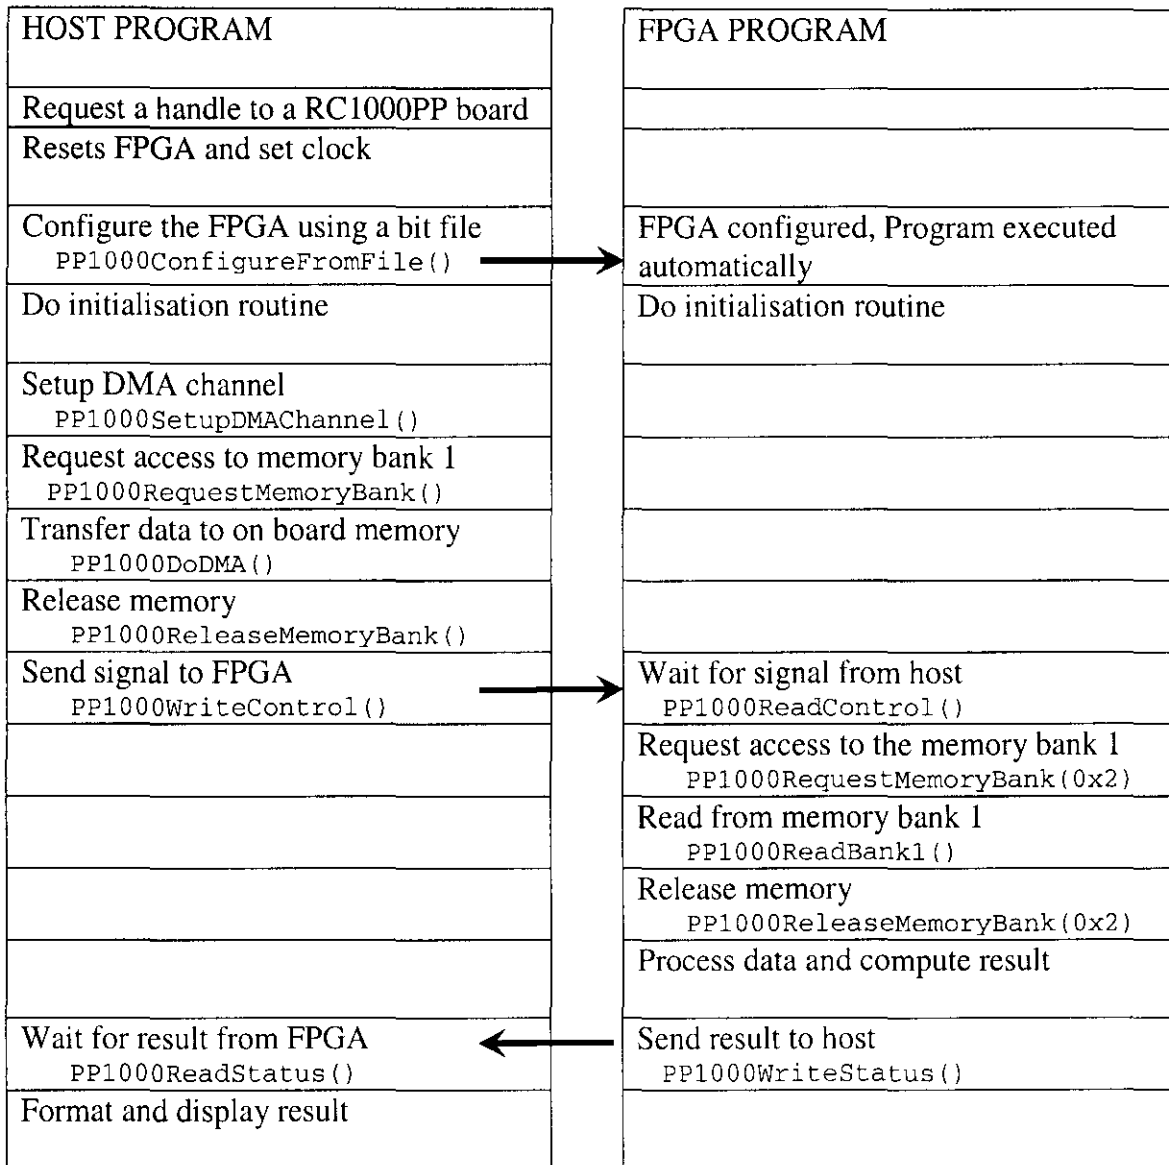 HOST PROGRAM
FPGA PROGRAM
Request a handle to a RC1000PP board
Resets FPGA and set clock
Configure the FPGA using a bit file
PP1000ConfigureFromFile()
FPGA configured, Program executed
automatically
Do initialisation routine
Do initialisation routine
Setup DMA channel
PP1000SetupDMAChannel()
Request access to memory bank 1
PP1000RequestMemoryBank()
Transfer data to on board memory
PP1000DoDMA()
Release memory
PP1000ReleaseMemoryBank()
Send signal to FPGA
PP1000WriteControl()
Wait for signal from host
PP1000ReadControl()
Request access to the memory bank 1
PP1000RequestMemoryBank(0x2)
Read from memory bank 1
PP1000ReadBank1()
Release memory
PP1000ReleaseMemoryBank(0x2)
Process data and compute result
Wait for result from FPGA
PP1000ReadStatus()
Send result to host
PP1000WriteStatus()
Format and display result